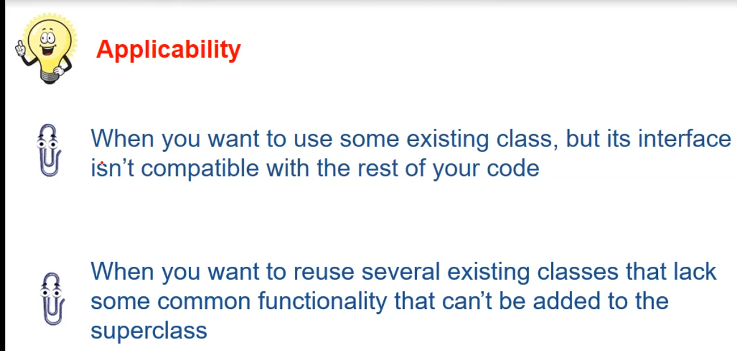 Applicability
When you want to use some existing class, but its interface
isn't compatible with the rest of your code
When you want to reuse several existing classes that lack
some common functionality that can't be added to the
superclass